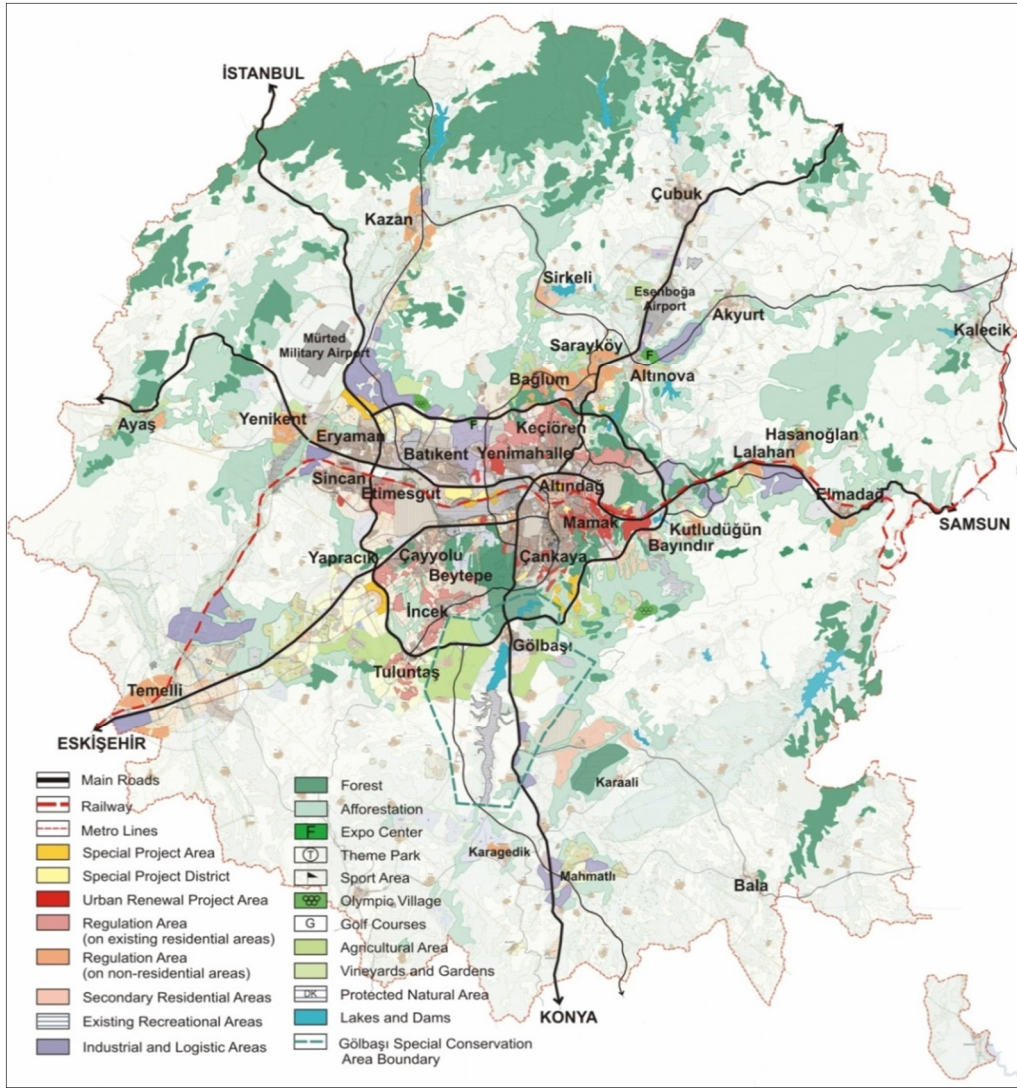 İSTANBUL
Çubuk
Kazan
Sirkeli
Esenboğa
Airport
Akyurt
Kalecik
Mürted
Military Airport
Sarayköy
F
Altınova
Bağlum
Ayaş
Yenikent
Eryaman
F
Keçiören
Hasanoğlan
Batıkent
Yenimahalle
Lalahan
Sincan
Etimesgut
Altındağ
Elmadağ
Mamak
SAMSUN
Kutludüğün
Bayındır
Yapracık
Çayyolu
Çankaya
Beytepe
İncek
Gölbaşı
Tuluntaş
Temelli
ESKİŞEHİR
Karaali
Karagedik
Mahmatlı
Bala
KONYA
Main Roads
Railway
Metro Lines
Special Project Area
Special Project District
Urban Renewal Project Area
Regulation Area
(on existing residential areas)
Regulation Area
(on non-residential areas)
Secondary Residential Areas
Existing Recreational Areas
Industrial and Logistic Areas
Forest
Afforestation
F Expo Center
T Theme Park
Sport Area
Olympic Village
G Golf Courses
Agricultural Area
Vineyards and Gardens
DK Protected Natural Area
Lakes and Dams
Gölbaşı Special Conservation
Area Boundary